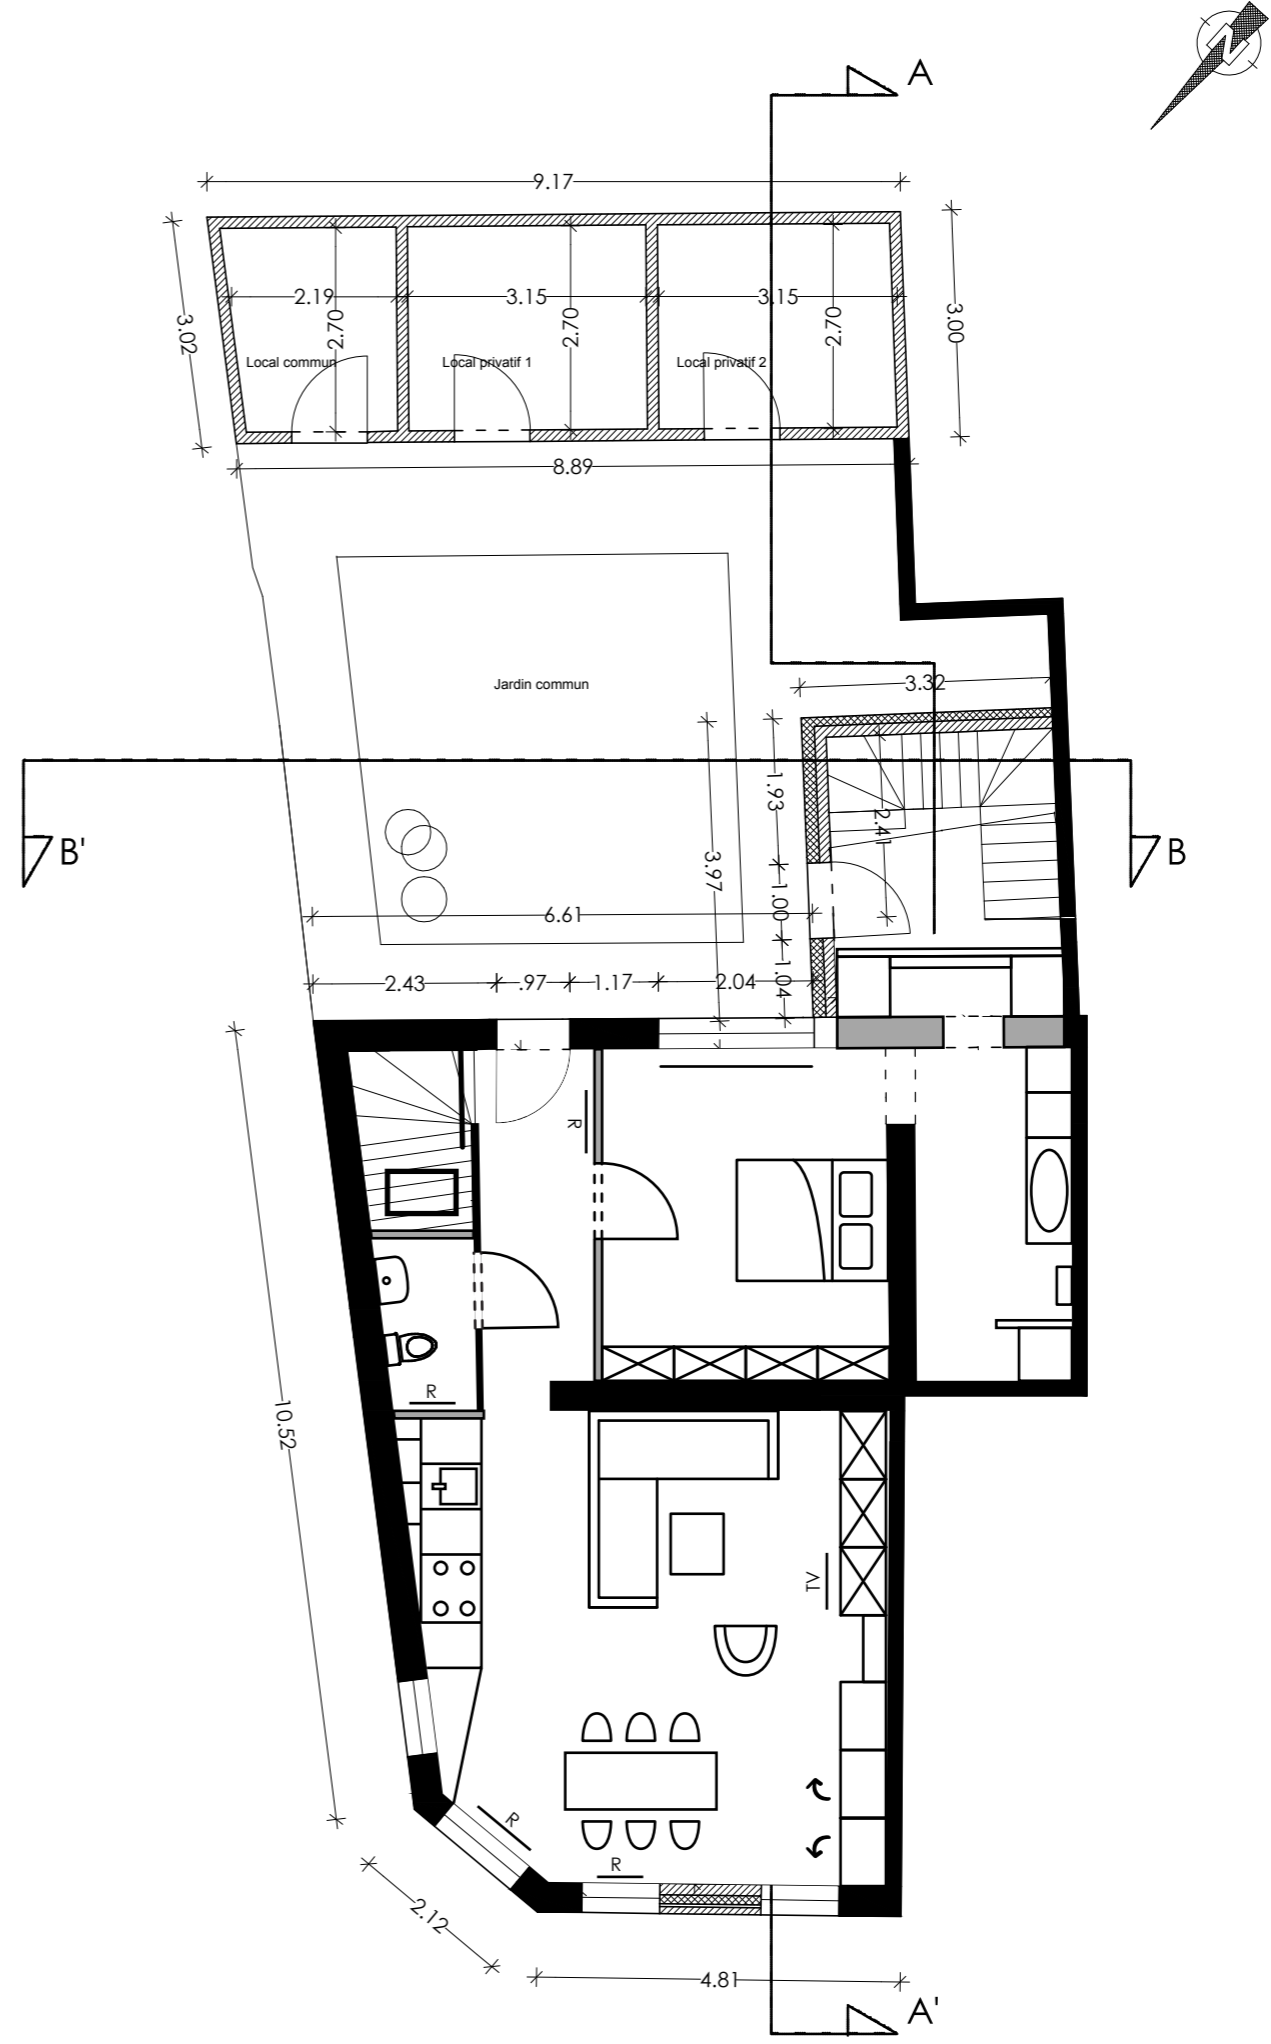 N
A
9.17
3.02
2.19
2.70
3.15
2.70
3.15
2.70
3.00
Local commun
Local privatif 1
Local privatif 2
8.89
Jardin commun
3.32
1.93
2.41
B'
B
3.97
1.00
6.61
1.04
2.43
.97
1.17
2.04
R
R
10.52
TV
R
R
2.12
4.81
A'